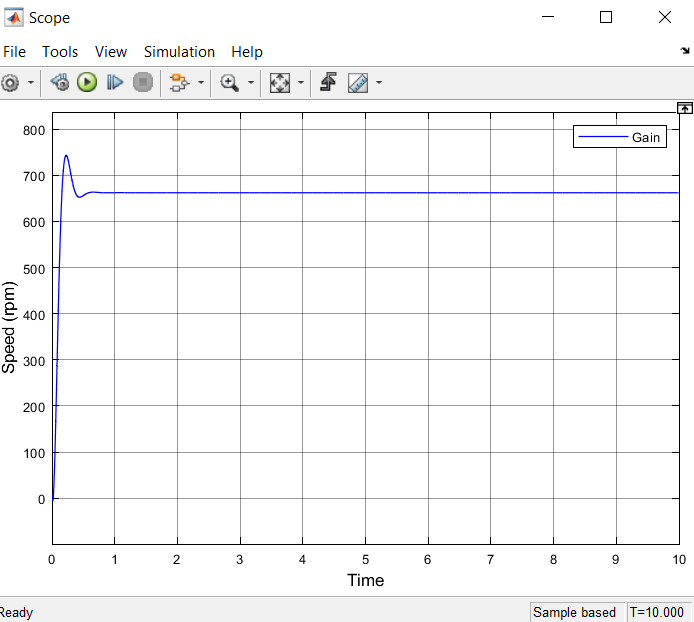 Scope
File Tools View Simulation Help
Gain
800
700
600
500
400
300
200
100
0
Speed (rpm)
0 1 2 3 4 5 6 7 8 9 10
Time
Ready
Sample based
T=10.000